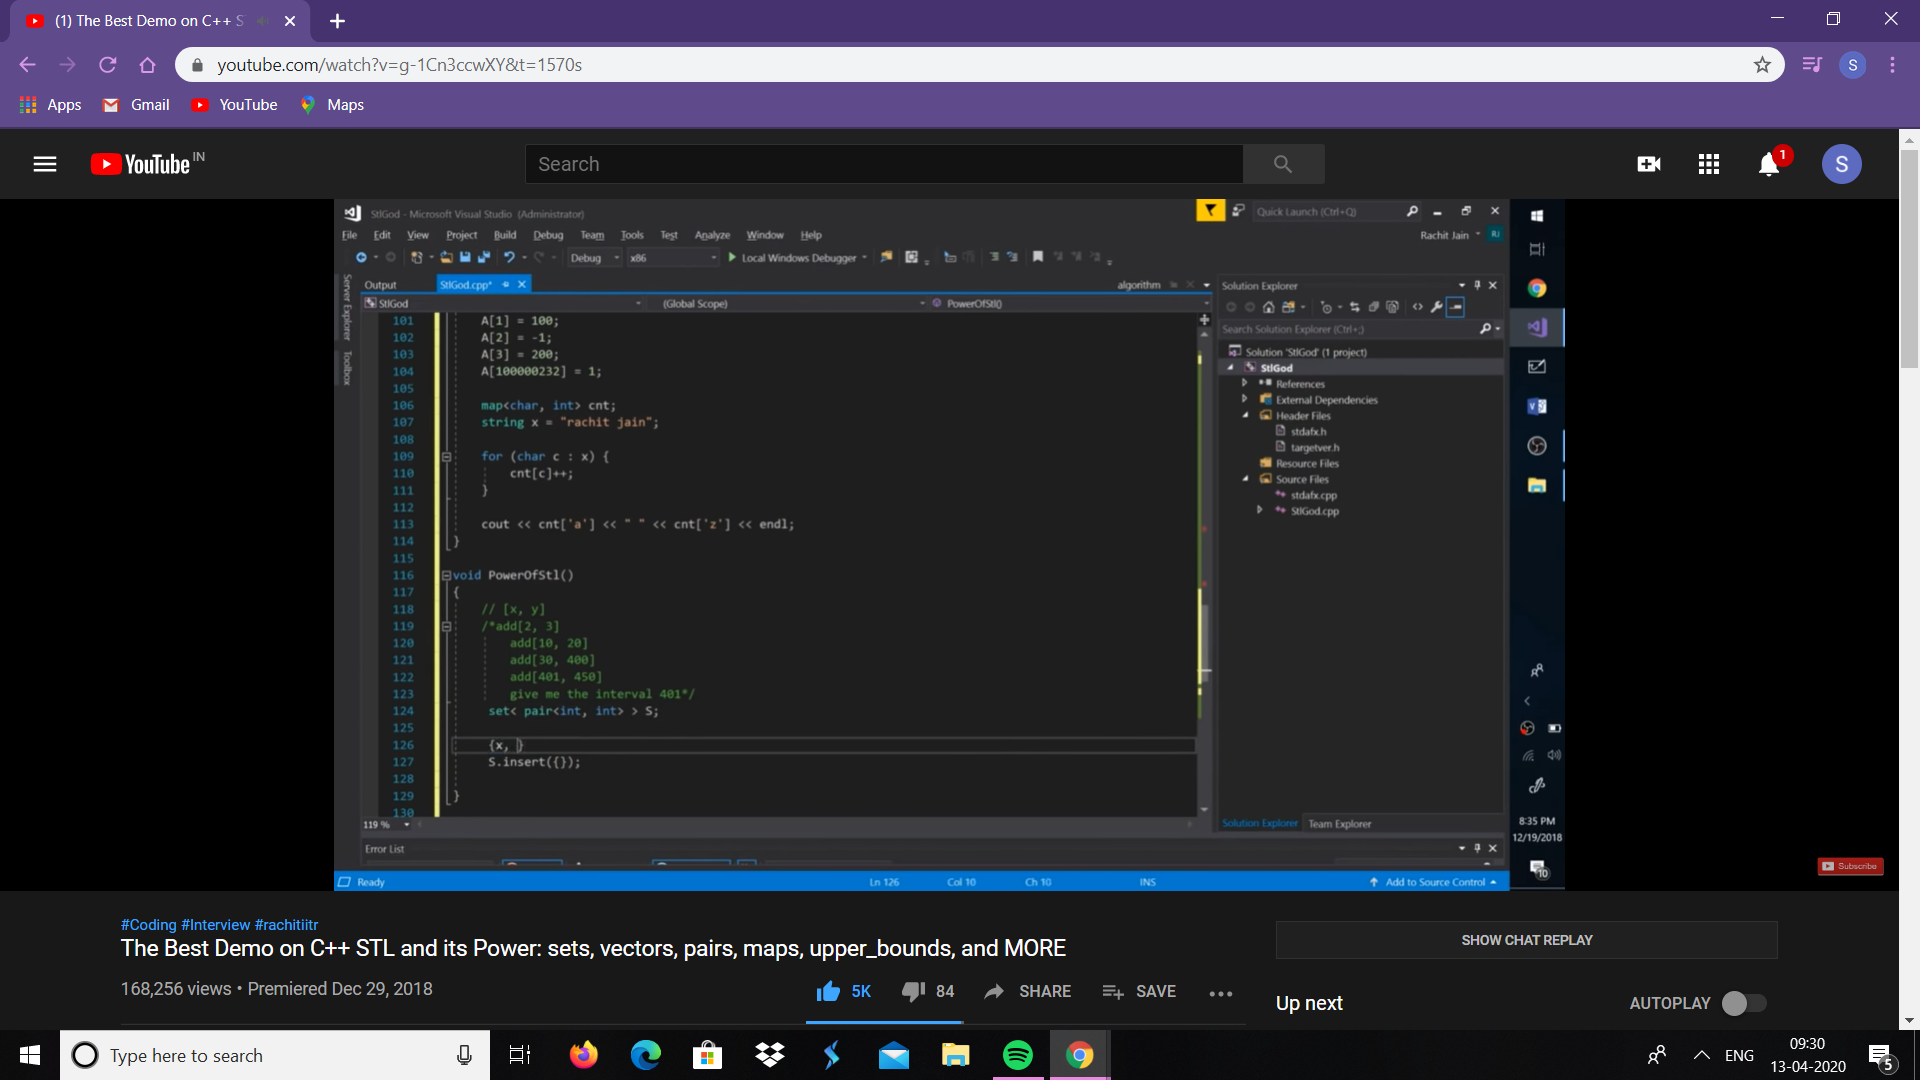 (1) The Best Demo on C++ S
youtube.com/watch?v=g-1Cn3ccwXY&t=1570s
S
Apps
Gmail
YouTube
Maps
YouTube IN
Search
1
S
StlGod - Microsoft Visual Studio (Administrator)
Quick Launch (Ctrl+Q)
File Edit View Project Build Debug Team Tools Test Analyze Window Help
Rachit Jain
RJ
Debug x86 Local Windows Debugger
Server Explorer
Toolbox
Output
StlGod.cpp*
algorithm
StlGod
(Global Scope)
PowerOfStl()
101 A[1] = 100;
102 A[2] = -1;
103 A[3] = 200;
104 A[100000232] = 1;
105
106 map<char, int> cnt;
107 string x = "rachit jain";
108
109 for (char c : x) {
110 cnt[c]++;
111 }
112
113 cout << cnt['a'] << " " << cnt['z'] << endl;
114 }
115
116 void PowerOfStl()
117 {
118 // [x, y]
119 /*add[2, 3]
120 add[10, 20]
121 add[30, 400]
122 add[401, 450]
123 give me the interval 401*/
124 set< pair<int, int> > S;
125
126 {x, }
127 S.insert({});
128
129 }
130
119 %
Solution Explorer
Search Solution Explorer (Ctrl+;)
Solution 'StlGod' (1 project)
StlGod
References
External Dependencies
Header Files
stdafx.h
targetver.h
Resource Files
Source Files
stdafx.cpp
StlGod.cpp
Solution Explorer Team Explorer
Error List
Ready
Ln 126
Col 10
Ch 10
INS
Add to Source Control
8:35 PM
12/19/2018
10
Subscribe
#Coding #Interview #rachitiitr
The Best Demo on C++ STL and its Power: sets, vectors, pairs, maps, upper_bounds, and MORE
168,256 views • Premiered Dec 29, 2018
5K
84
SHARE
SAVE
SHOW CHAT REPLAY
Up next
AUTOPLAY
Type here to search
ENG
09:30
13-04-2020
5